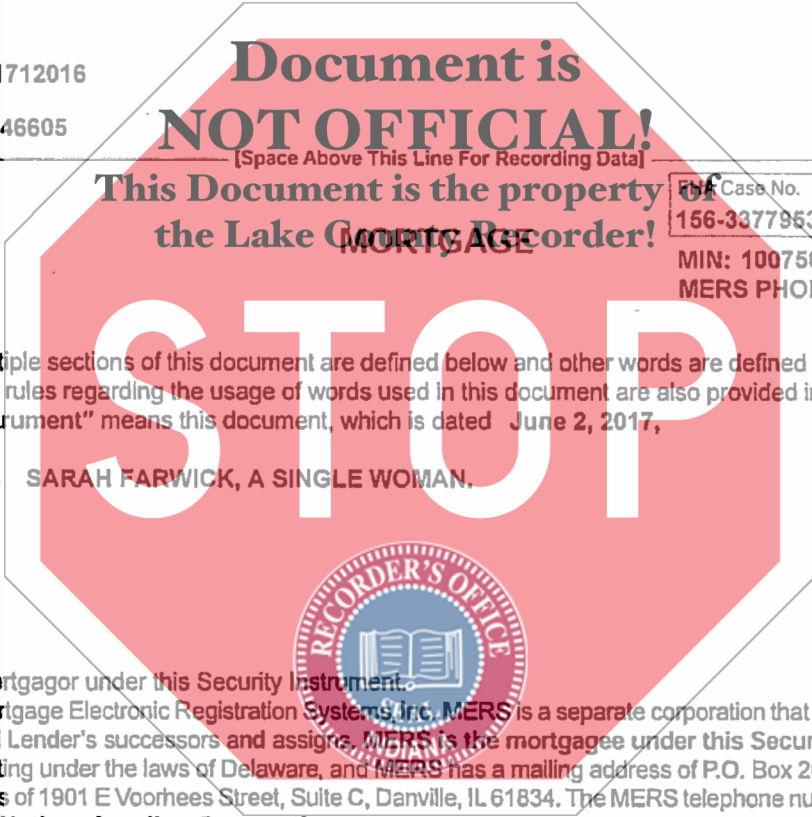 1712016
Document is
46605
NOT OFFICIAL!
[Space Above This Line For Recording Data]
This Document is the property of
FHA Case No.
156-3377953
the Lake County Recorder!
MORTGAGE
MIN: 10075
MERS PHO
STOP
tiple sections of this document are defined below and other words are defined
rules regarding the usage of words used in this document are also provided i
rument" means this document, which is dated June 2, 2017,
SARAH FARWICK, A SINGLE WOMAN.
RECORDER'S OFFICE
rtgagor under this Security Instrument.
rtgage Electronic Registration Systems, Inc. MERS is a separate corporation that
Lender's successors and assigns. MERS is the mortgagee under this Secur
INDIANA
ting under the laws of Delaware, and MERS has a mailing address of P.O. Box 2
s of 1901 E Voorhees Street, Suite C, Danville, IL 61834. The MERS telephone nu